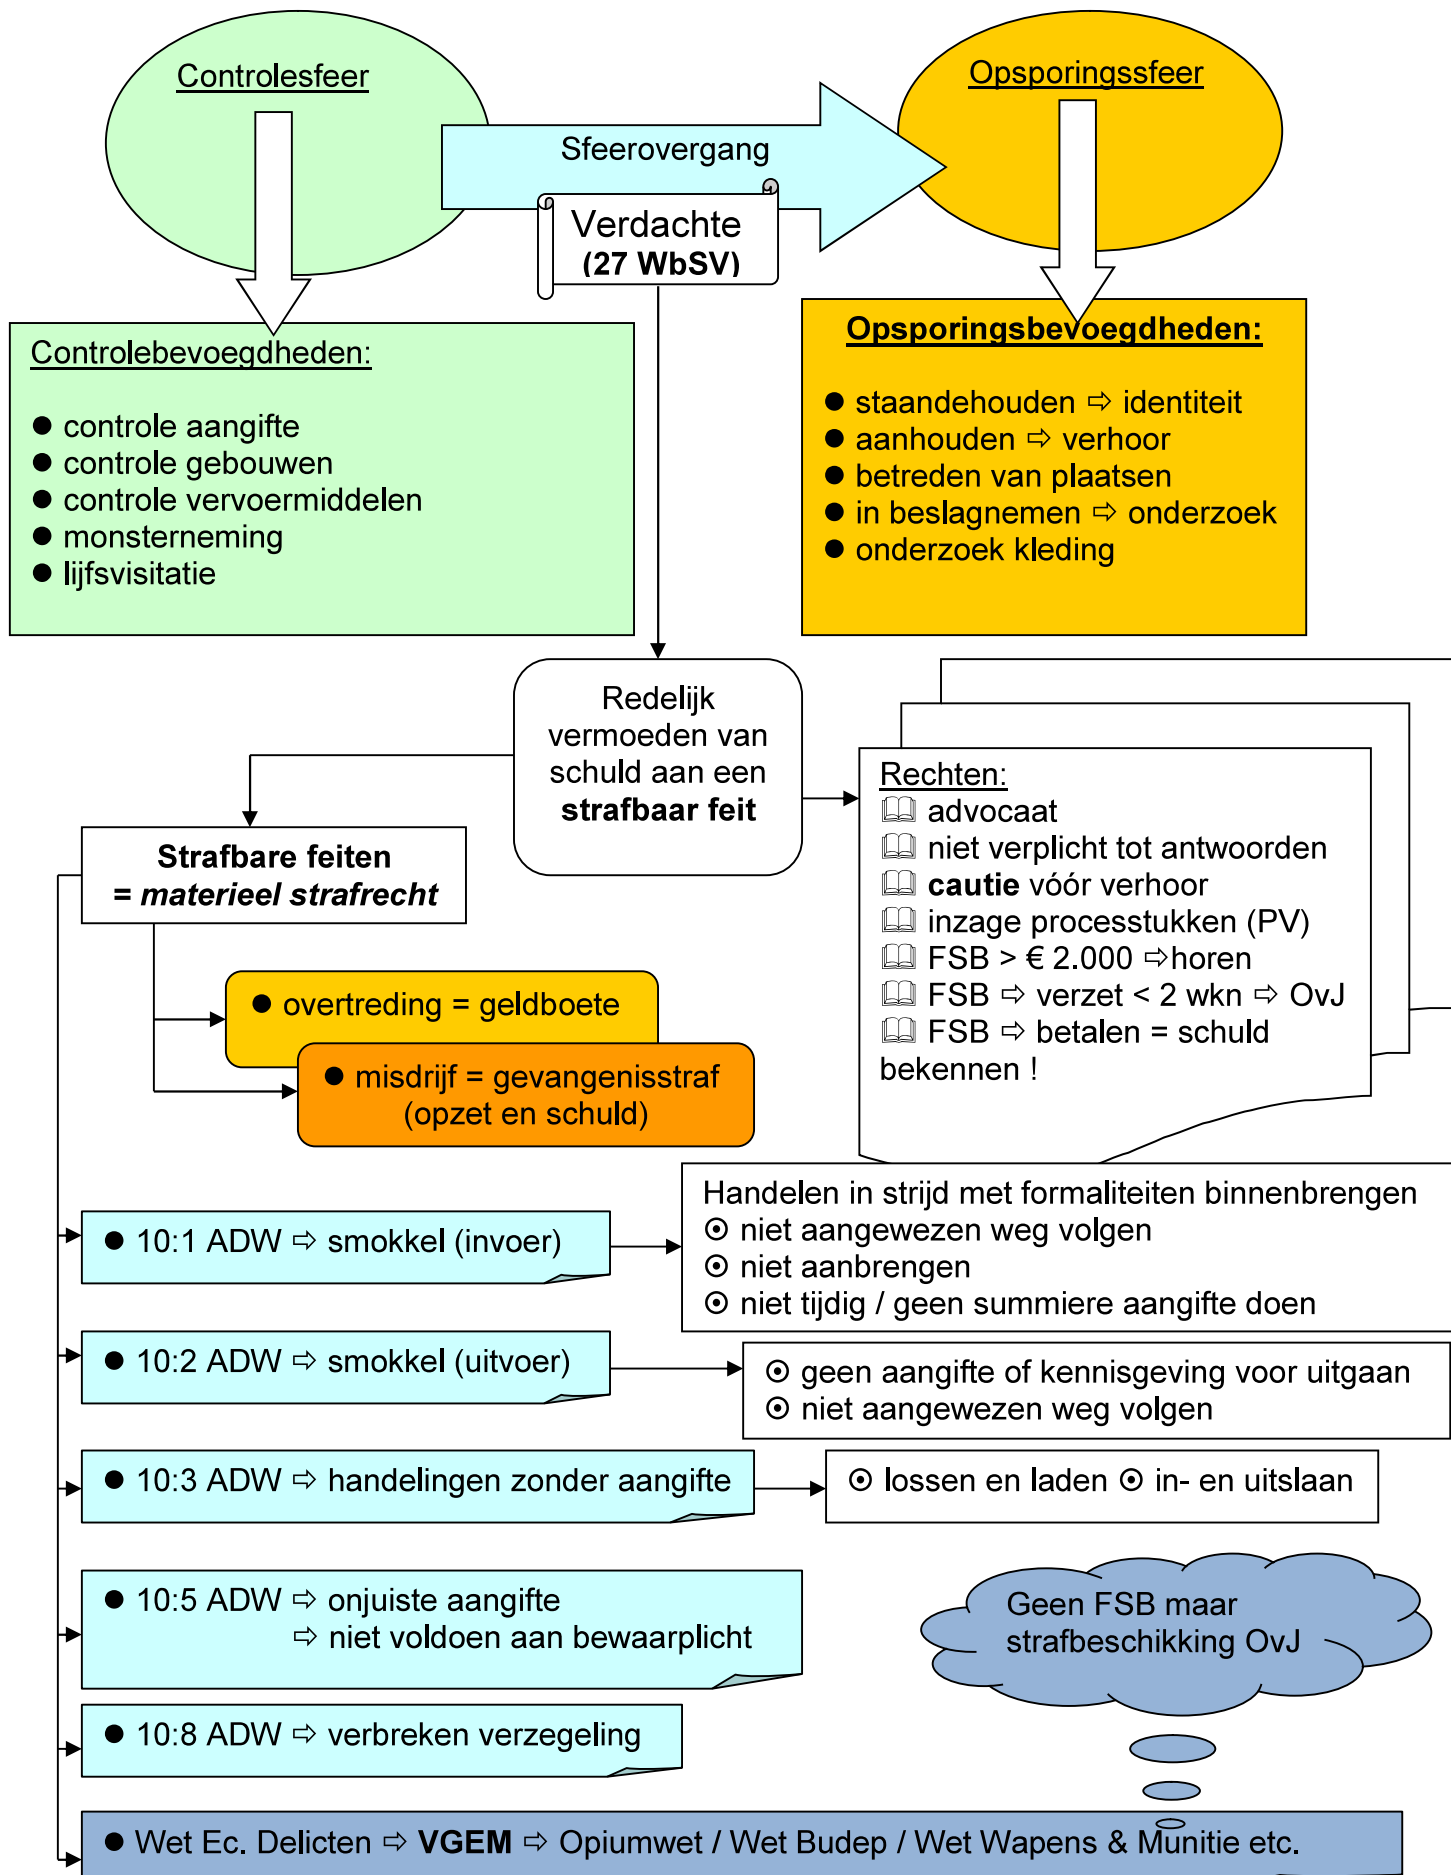 Controlesfeer
Opsporingssfeer
Sfeerovergang
Verdachte
(27 WbSV)
Controlebevoegdheden:
● controle aangifte
● controle gebouwen
● controle vervoermiddelen
● monsterneming
● lijfsvisitatie
Opsporingsbevoegdheden:
● staandehouden ⇨ identiteit
● aanhouden ⇨ verhoor
● betreden van plaatsen
● in beslagnemen ⇨ onderzoek
● onderzoek kleding
Redelijk
vermoeden van
schuld aan een
strafbaar feit
Rechten:
🕮 advocaat
🕮 niet verplicht tot antwoorden
🕮 cautie vóór verhoor
🕮 inzage processtukken (PV)
🕮 FSB > € 2.000 ⇨horen
🕮 FSB ⇨ verzet < 2 wkn ⇨ OvJ
🕮 FSB ⇨ betalen = schuld
bekennen !
Strafbare feiten
= materieel strafrecht
● overtreding = geldboete
● misdrijf = gevangenisstraf
(opzet en schuld)
● 10:1 ADW ⇨ smokkel (invoer)
Handelen in strijd met formaliteiten binnenbrengen
⊙ niet aangewezen weg volgen
⊙ niet aanbrengen
⊙ niet tijdig / geen summiere aangifte doen
● 10:2 ADW ⇨ smokkel (uitvoer)
⊙ geen aangifte of kennisgeving voor uitgaan
⊙ niet aangewezen weg volgen
● 10:3 ADW ⇨ handelingen zonder aangifte
⊙ lossen en laden ⊙ in- en uitslaan
● 10:5 ADW ⇨ onjuiste aangifte
⇨ niet voldoen aan bewaarplicht
Geen FSB maar
strafbeschikking OvJ
● 10:8 ADW ⇨ verbreken verzegeling
● Wet Ec. Delicten ⇨ VGEM ⇨ Opiumwet / Wet Budep / Wet Wapens & Munitie etc.